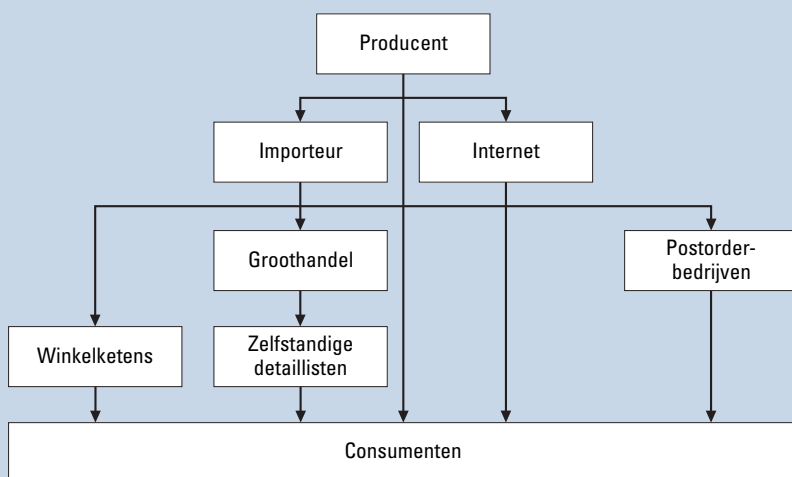 Producent
Importeur
Internet
Groothandel
Postorder-
bedrijven
Winkelketens
Zelfstandige
detaillisten
Consumenten